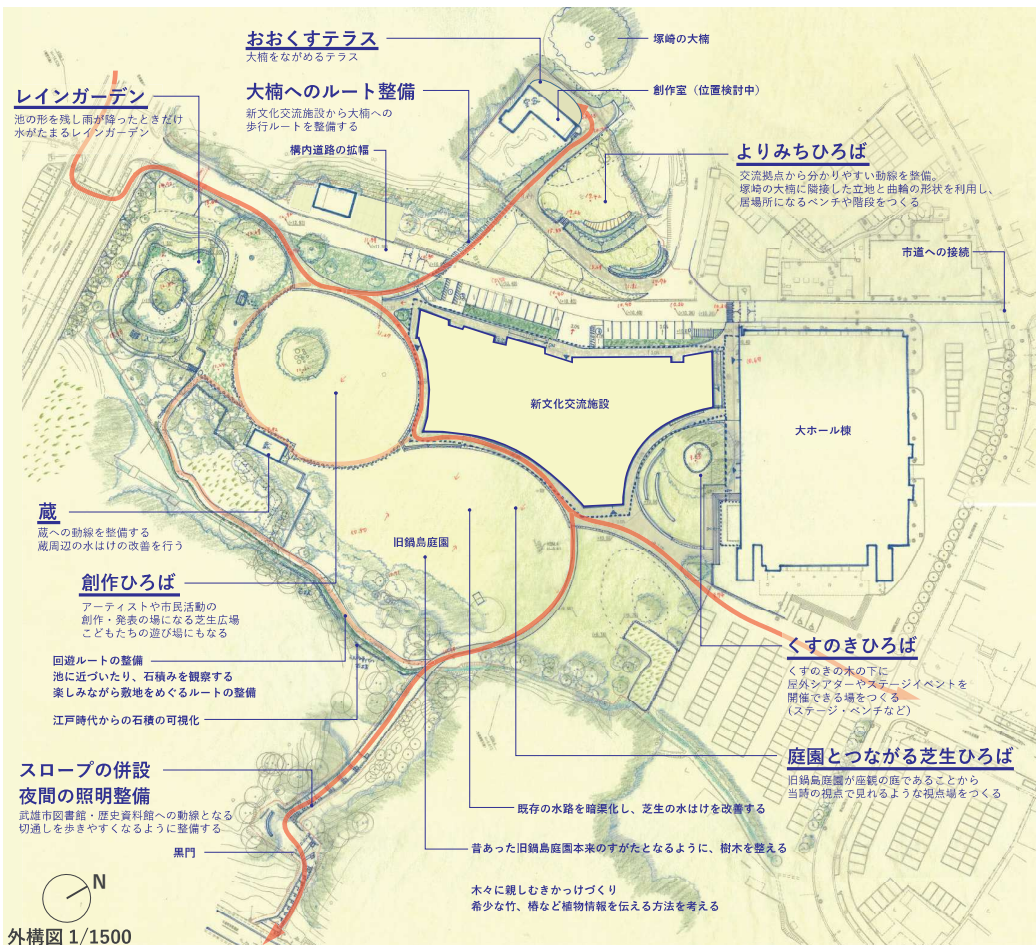 おおくすテラス
大楠をながめるテラス
塚崎の大楠
レインガーデン
池の形を残し雨が降ったときだけ
水がたまるレインガーデン
大楠へのルート整備
新文化交流施設から大楠への
歩行ルートを整備する
創作室（位置検討中）
構内道路の拡幅
よりみちひろば
交流拠点から分かりやすい動線を整備。
塚崎の大楠に隣接した立地と曲輪の形状を利用し、
居場所になるベンチや階段をつくる
市道への接続
新文化交流施設
大ホール棟
蔵
蔵への動線を整備する
蔵周辺の水はけの改善を行う
旧鍋島庭園
創作ひろば
アーティストや市民活動の
創作・発表の場になる芝生広場
こどもたちの遊び場にもなる
回遊ルートの整備
池に近づいたり、石積みを観察する
楽しみながら敷地をめぐるルートの整備
江戸時代からの石積の可視化
くすのきひろば
くすのきの木の下に
屋外シアターやステージイベントを
開催できる場をつくる
(ステージ・ベンチなど)
スロープの併設
夜間の照明整備
武雄市図書館・歴史資料館への動線となる
切通しを歩きやすくなるように整備する
黒門
庭園とつながる芝生ひろば
旧鍋島庭園が座観の庭であることから
当時の視点で見れるような視点場をつくる
既存の水路を暗渠化し、芝生の水はけを改善する
昔あった旧鍋島庭園本来のすがたとなるように、樹木を整える
木々に親しむきかっけづくり
希少な竹、椿など植物情報を伝える方法を考える
N
外構図 1/1500